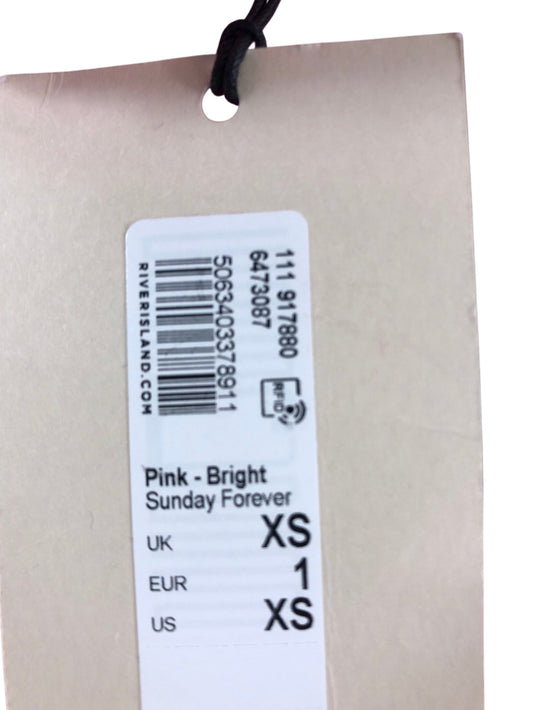 111 917880
6473087
5063403378911
RIVERISLAND.COM
RFID
Pink - Bright
Sunday Forever
UK XS
EUR 1
US XS